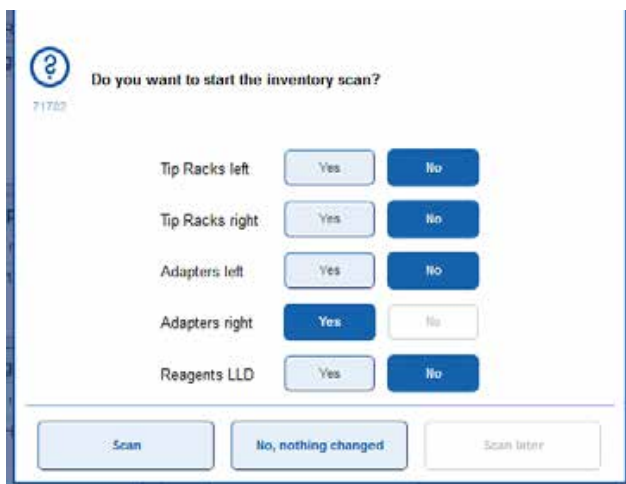 Do you want to start the inventory scan?
71702
Tip Racks left Yes No
Tip Racks right Yes No
Adapters left Yes No
Adapters right Yes No
Reagents LLD Yes No
Scan No, nothing changed Scan later